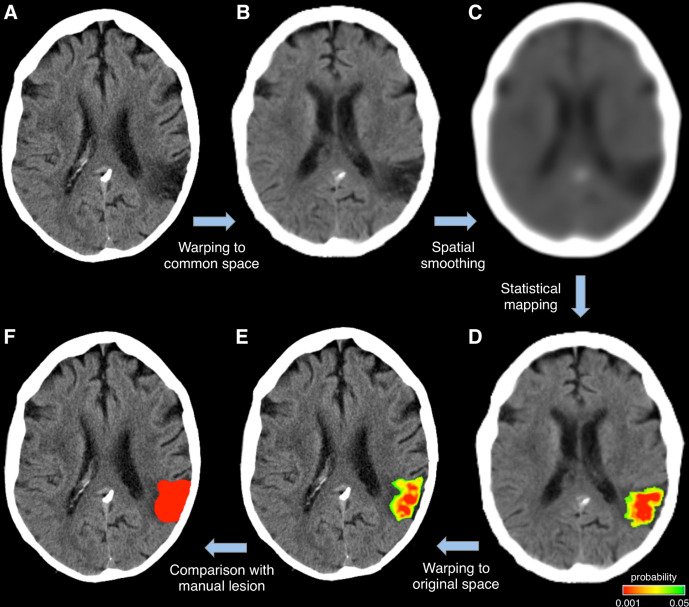 A
B
C
Warping to
common space
Spatial
smoothing
Statistical
mapping
F
E
D
Comparison with
manual lesion
Warping to
original space
probability
0.001 0.05